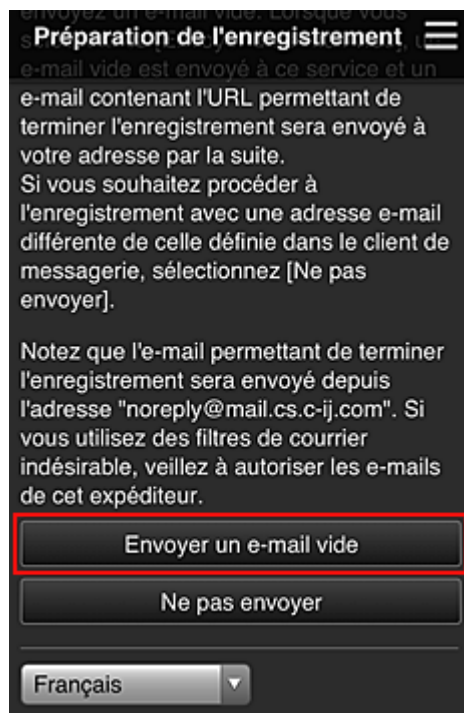 Préparation de l'enregistrement
e-mail vide est envoyé à ce service et un
e-mail contenant l'URL permettant de
terminer l'enregistrement sera envoyé à
votre adresse par la suite.
Si vous souhaitez procéder à
l'enregistrement avec une adresse e-mail
différente de celle définie dans le client de
messagerie, sélectionnez [Ne pas
envoyer].
Notez que l'e-mail permettant de terminer
l'enregistrement sera envoyé depuis
l'adresse "noreply@mail.cs.c-ij.com". Si
vous utilisez des filtres de courrier
indésirable, veillez à autoriser les e-mails
de cet expéditeur.
Envoyer un e-mail vide
Ne pas envoyer
Français